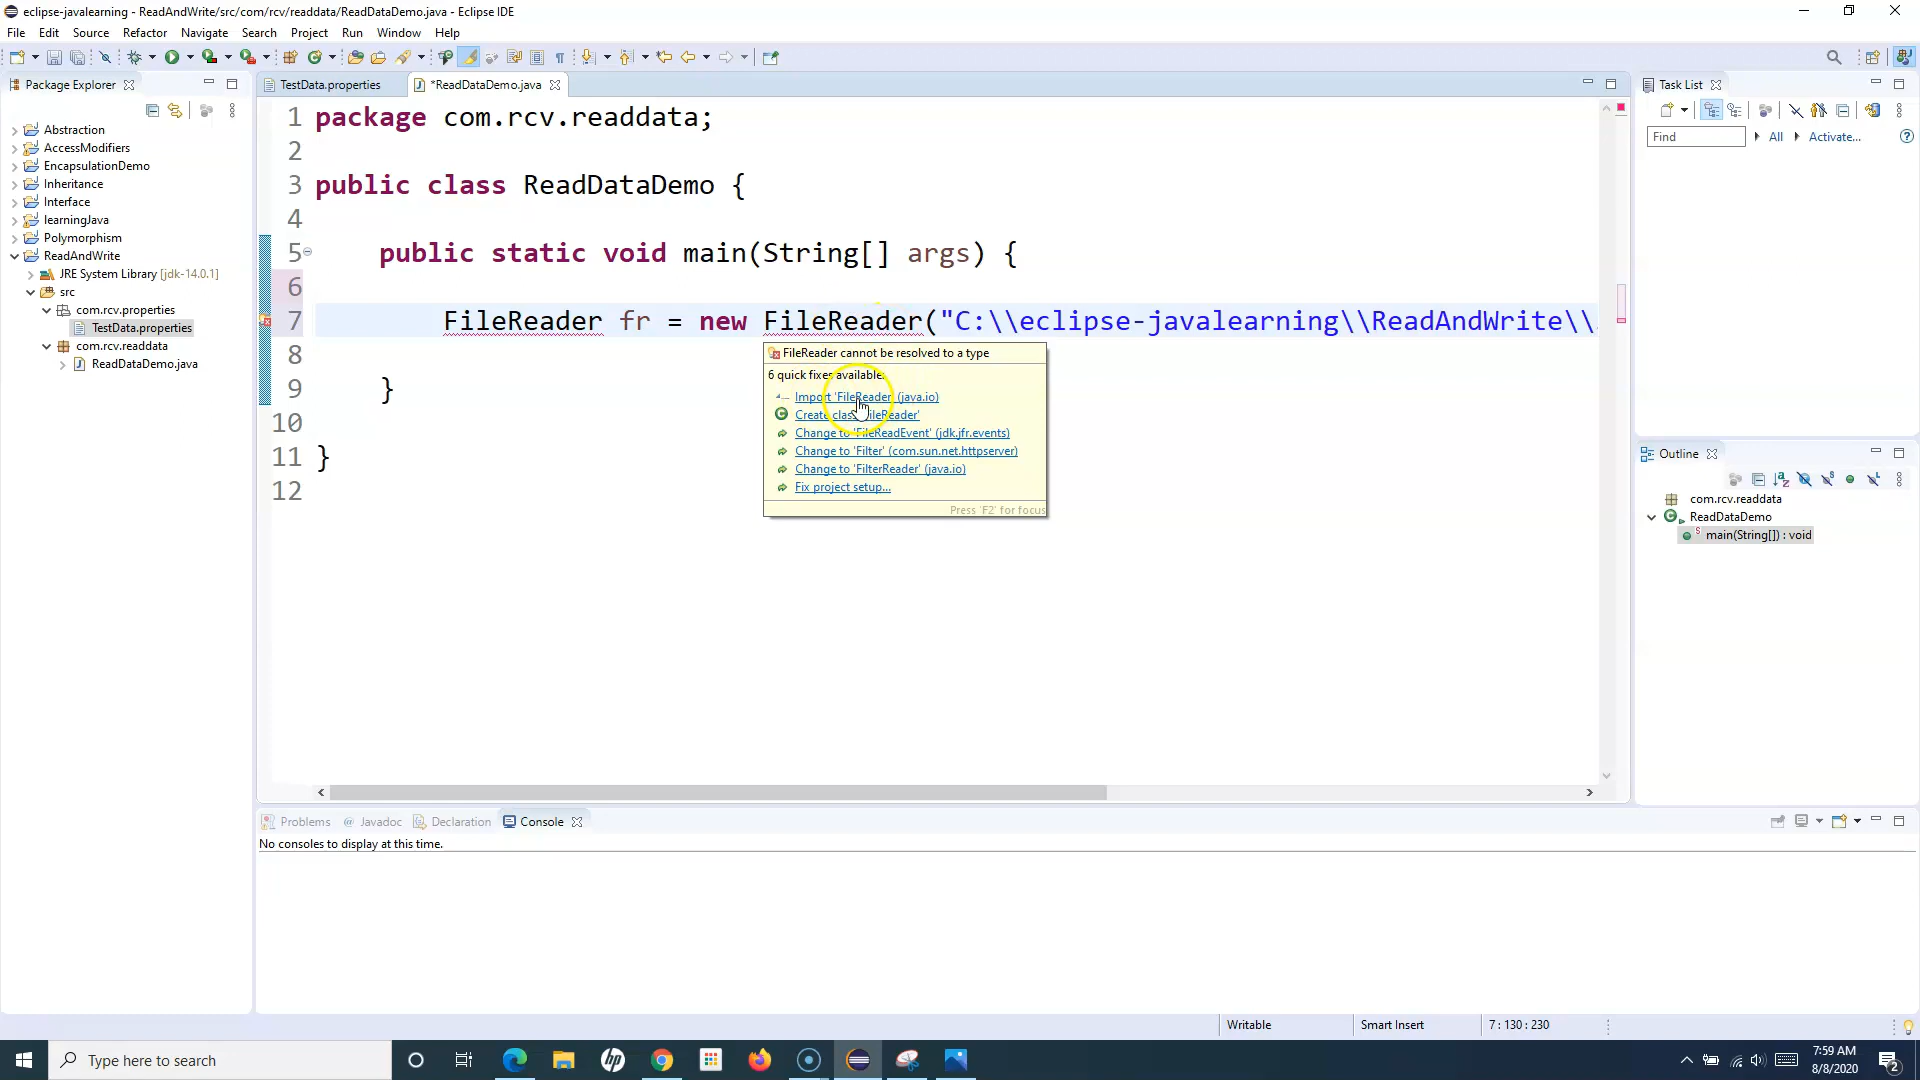 eclipse-javalearning - ReadAndWrite/src/com/rcv/readdata/ReadDataDemo.java - Eclipse IDE
File Edit Source Refactor Navigate Search Project Run Window Help
Package Explorer
Abstraction
AccessModifiers
EncapsulationDemo
Inheritance
Interface
learningJava
Polymorphism
ReadAndWrite
JRE System Library [jdk-14.0.1]
src
com.rcv.properties
TestData.properties
com.rcv.readdata
ReadDataDemo.java
TestData.properties *ReadDataDemo.java
1 package com.rcv.readdata;
2
3 public class ReadDataDemo {
4
5 public static void main(String[] args) {
6
7 FileReader fr = new FileReader("C:\\eclipse-javalearning\\ReadAndWrite\\
8
9 }
10
11 }
12
FileReader cannot be resolved to a type
6 quick fixes available:
Import 'FileReader' (java.io)
Create class 'FileReader'
Change to 'FileReadEvent' (jdk.jfr.events)
Change to 'Filter' (com.sun.net.httpserver)
Change to 'FilterReader' (java.io)
Fix project setup...
Press 'F2' for focus
Task List
Find All Activate...
Outline
com.rcv.readdata
ReadDataDemo
main(String[]) : void
Problems @ Javadoc Declaration Console
No consoles to display at this time.
Writable Smart Insert 7 : 130 : 230
Type here to search
hp
7:59 AM
8/8/2020
2